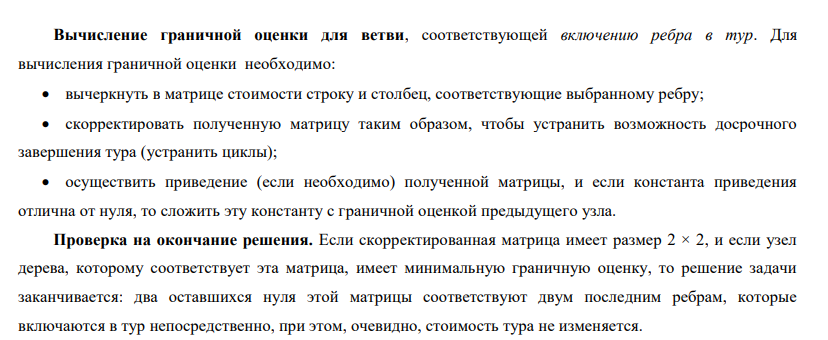 Вычисление граничной оценки для ветви, соответствующей включению ребра в тур. Для
вычисления граничной оценки необходимо:
• вычеркнуть в матрице стоимости строку и столбец, соответствующие выбранному ребру;
• скорректировать полученную матрицу таким образом, чтобы устранить возможность досрочного
завершения тура (устранить циклы);
• осуществить приведение (если необходимо) полученной матрицы, и если константа приведения
отлична от нуля, то сложить эту константу с граничной оценкой предыдущего узла.
Проверка на окончание решения. Если скорректированная матрица имеет размер 2 × 2, и если узел
дерева, которому соответствует эта матрица, имеет минимальную граничную оценку, то решение задачи
заканчивается: два оставшихся нуля этой матрицы соответствуют двум последним ребрам, которые
включаются в тур непосредственно, при этом, очевидно, стоимость тура не изменяется.